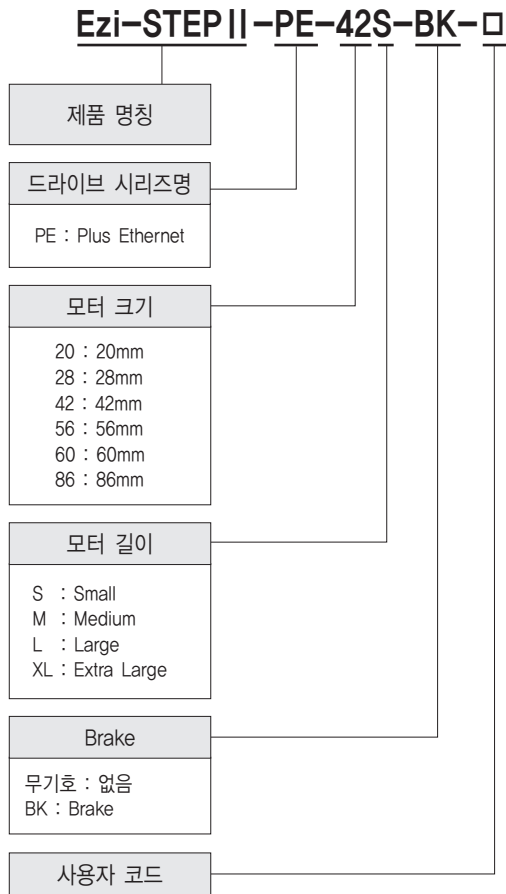 Ezi-STEPⅡ-PE-42S-BK-□
제품 명칭
드라이브 시리즈명
PE : Plus Ethernet
모터 크기
20 : 20mm
28 : 28mm
42 : 42mm
56 : 56mm
60 : 60mm
86 : 86mm
모터 길이
S : Small
M : Medium
L : Large
XL : Extra Large
Brake
무기호 : 없음
BK : Brake
사용자 코드